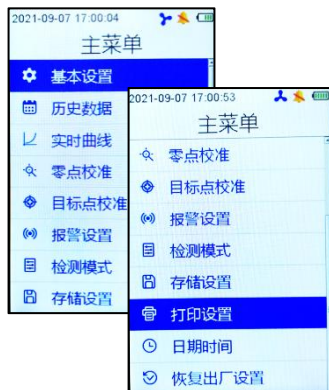 2021-09-07 17:00:04
主菜单
基本设置
历史数据
实时曲线
零点校准
目标点校准
报警设置
检测模式
存储设置
2021-09-07 17:00:53
主菜单
零点校准
目标点校准
报警设置
检测模式
存储设置
打印设置
日期时间
恢复出厂设置